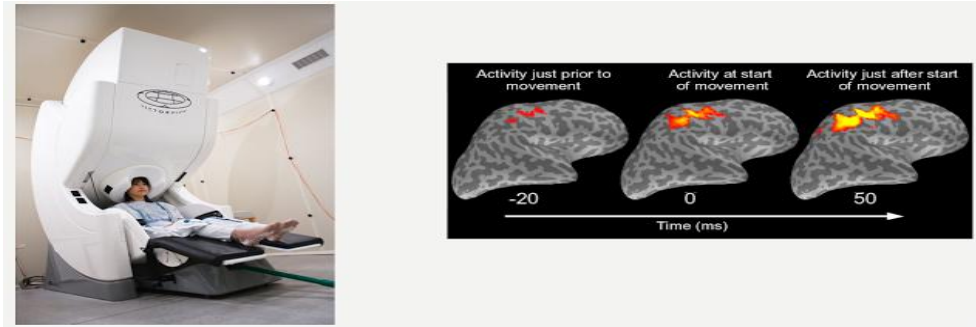 Activity just prior to
movement
Activity at start
of movement
Activity just after start
of movement
-20
0
50
Time (ms)